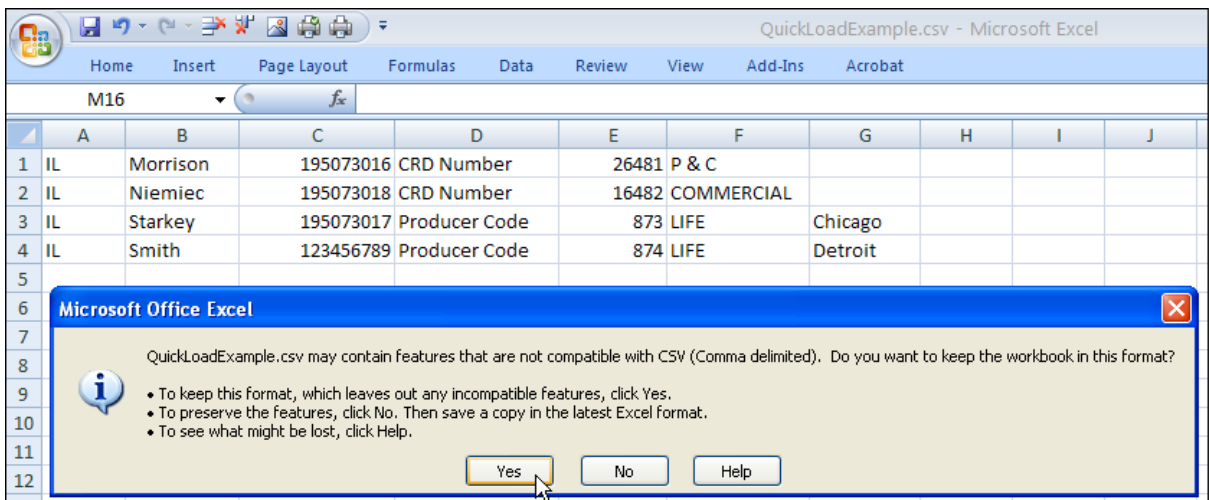 QuickLoadExample.csv - Microsoft Excel
Home Insert Page Layout Formulas Data Review View Add-Ins Acrobat
M16 fx
A B C D E F G H I J
1 IL Morrison 195073016 CRD Number 26481 P & C
2 IL Niemiec 195073018 CRD Number 16482 COMMERCIAL
3 IL Starkey 195073017 Producer Code 873 LIFE Chicago
4 IL Smith 123456789 Producer Code 874 LIFE Detroit
5
6
7
8
9
10
11
12
Microsoft Office Excel
QuickLoadExample.csv may contain features that are not compatible with CSV (Comma delimited). Do you want to keep the workbook in this format?
• To keep this format, which leaves out any incompatible features, click Yes.
• To preserve the features, click No. Then save a copy in the latest Excel format.
• To see what might be lost, click Help.
Yes No Help